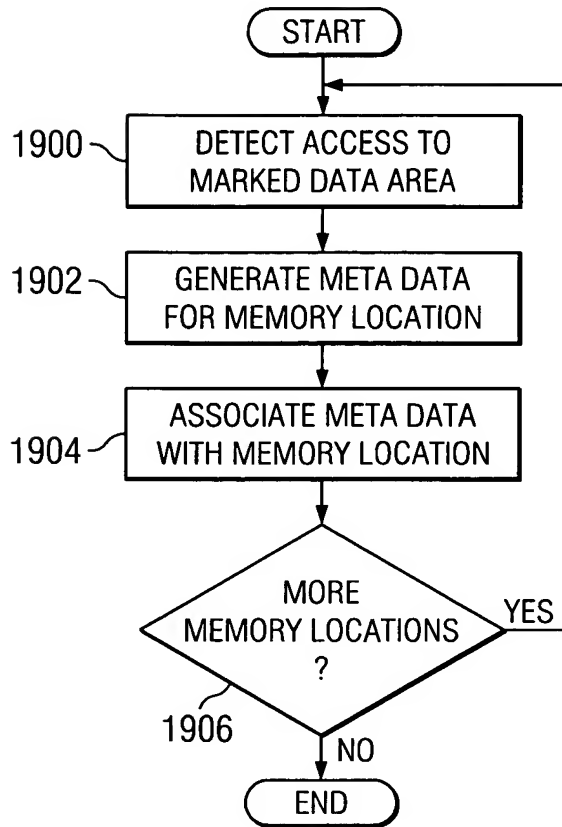 START
1900
DETECT ACCESS TO
MARKED DATA AREA
1902
GENERATE META DATA
FOR MEMORY LOCATION
1904
ASSOCIATE META DATA
WITH MEMORY LOCATION
MORE
MEMORY LOCATIONS
?
YES
1906
NO
END